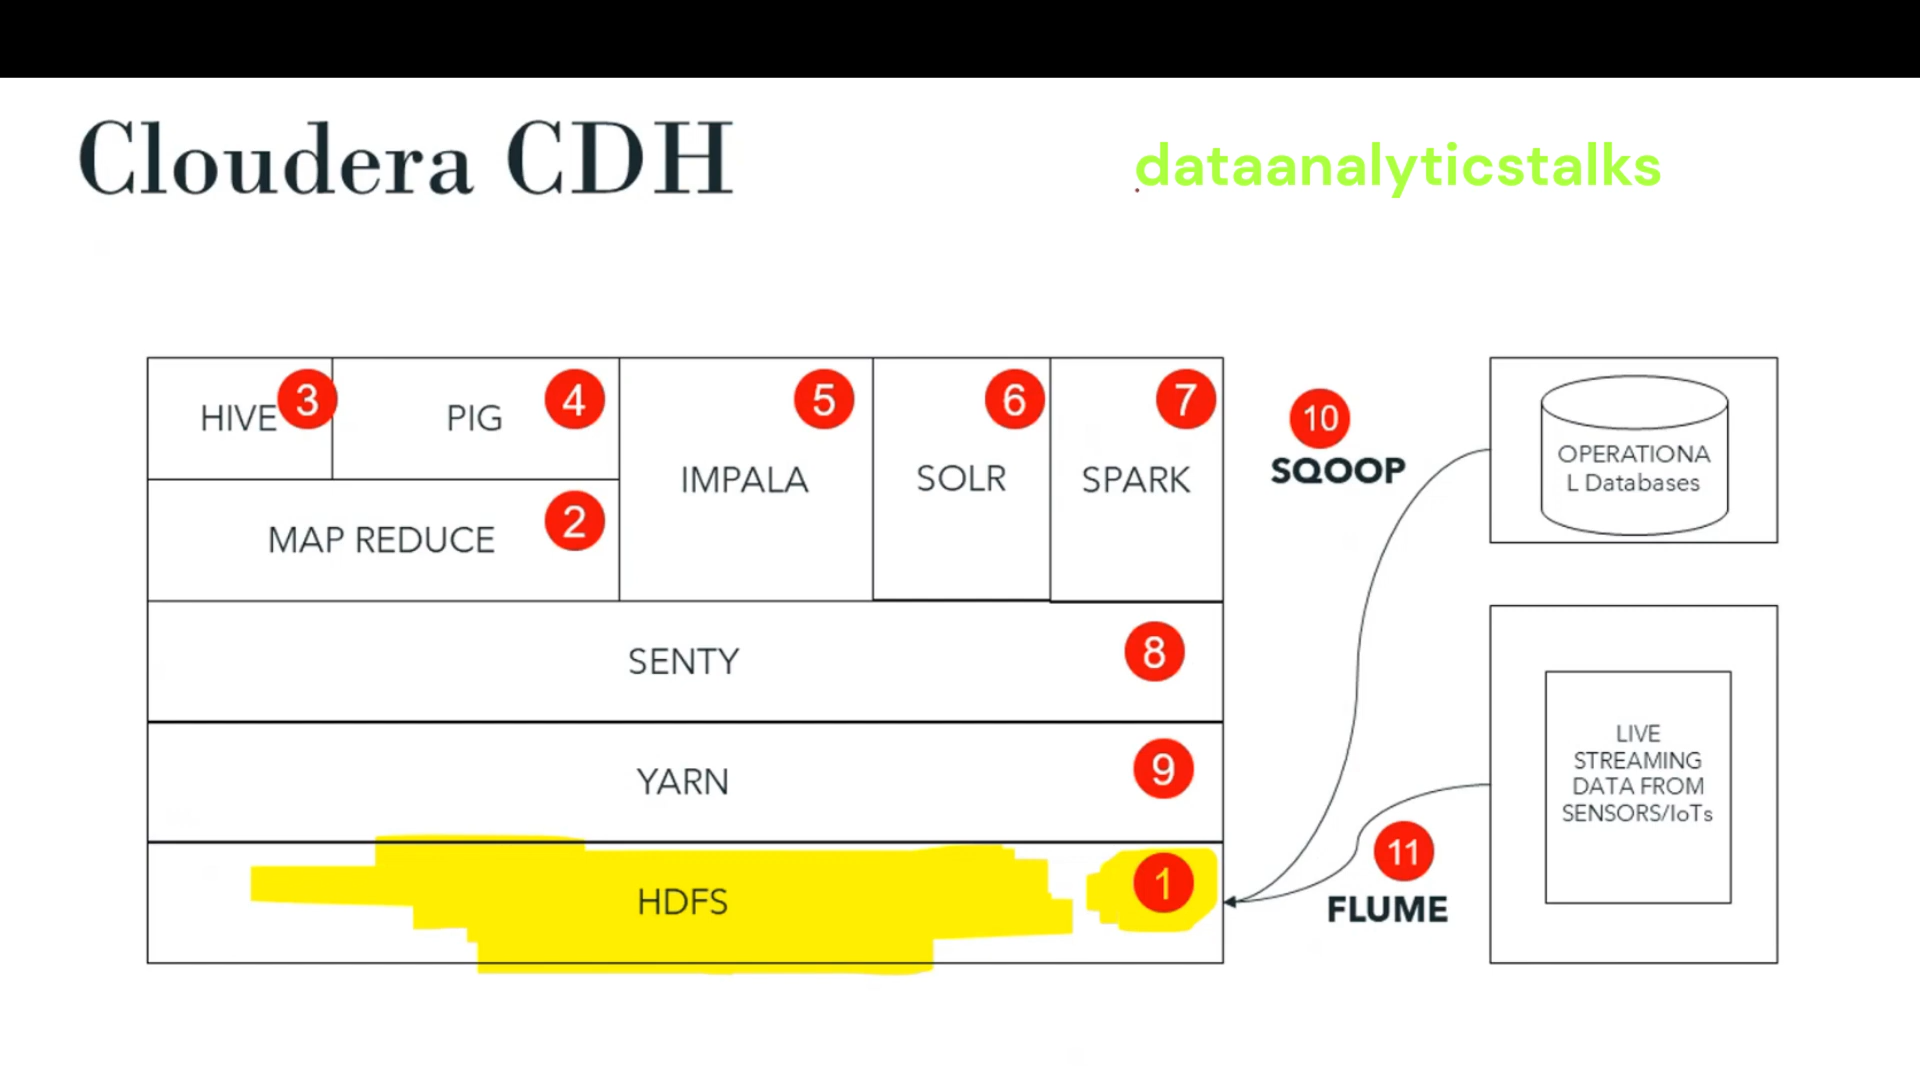 Cloudera CDH
dataanalyticstalks
HIVE
3
PIG
4
IMPALA
5
SOLR
6
SPARK
7
MAP REDUCE
2
SENTY
8
YARN
9
HDFS
1
10
SQOOP
OPERATIONA
L Databases
11
FLUME
LIVE
STREAMING
DATA FROM
SENSORS/IoTs